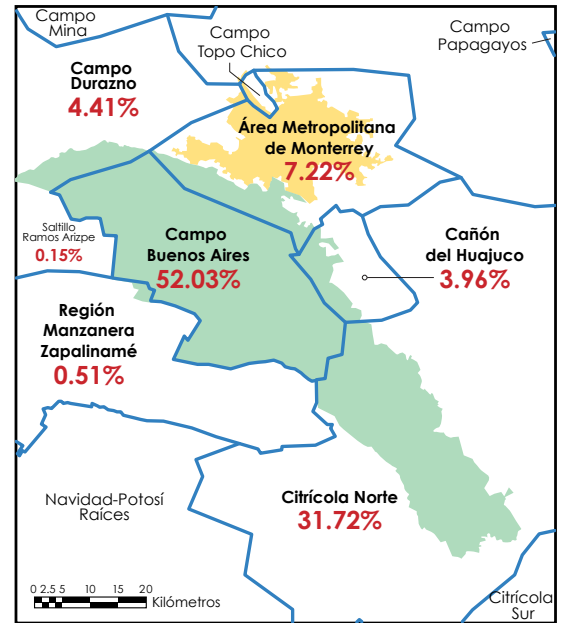 Campo
Mina
Campo
Topo Chico
Campo
Papagayos
Campo
Durazno
4.41%
Área Metropolitana
de Monterrey
7.22%
Saltillo
Ramos Arizpe
0.15%
Campo
Buenos Aires
52.03%
Cañón
del Huajuco
3.96%
Región
Manzanera
Zapalinamé
0.51%
Navidad-Potosí
Raíces
Citrícola Norte
31.72%
0 2.5 5 10 15 20
Kilómetros
Citrícola
Sur